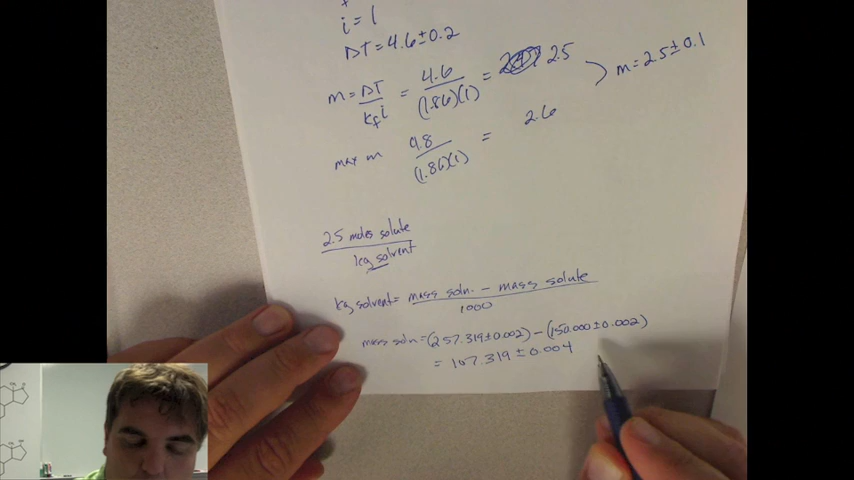 i = 1
DT = 4.6 ± 0.2
m = DT / Kf i = 4.6 / (1.86)(1) = 2.5
m = 2.5 ± 0.1
max m 4.8 / (1.86)(1) = 2.6
2.5 moles solute / kg solvent
kg solvent = mass soln. - mass solute / 1000
mass soln = (257.319 ± 0.002) - (150.000 ± 0.002)
= 107.319 ± 0.004